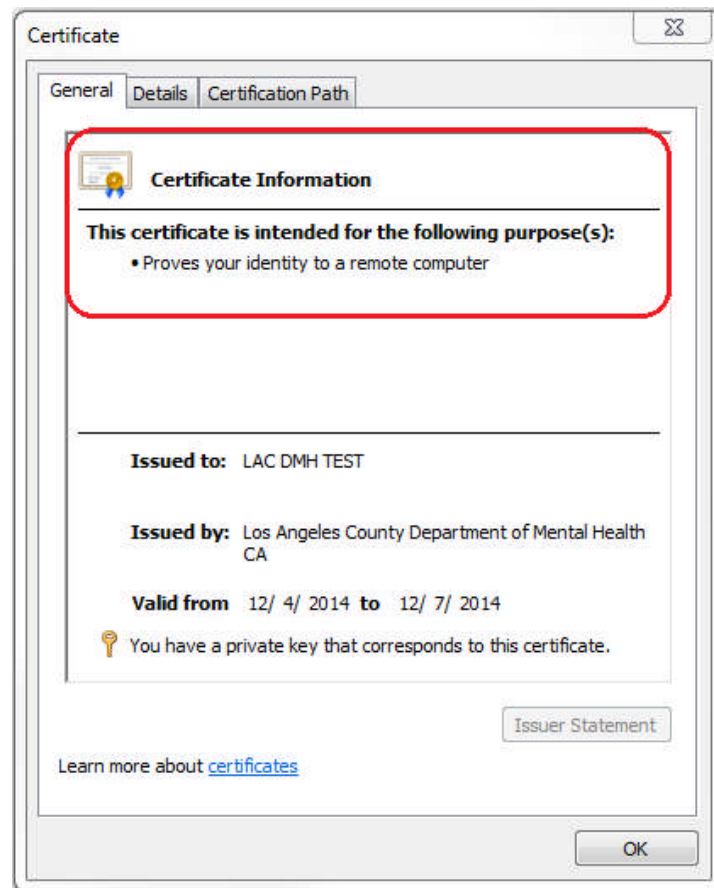 Certificate
General Details Certification Path
Certificate Information
This certificate is intended for the following purpose(s):
• Proves your identity to a remote computer
Issued to: LAC DMH TEST
Issued by: Los Angeles County Department of Mental Health
CA
Valid from 12/ 4/ 2014 to 12/ 7/ 2014
You have a private key that corresponds to this certificate.
Issuer Statement
Learn more about certificates
OK